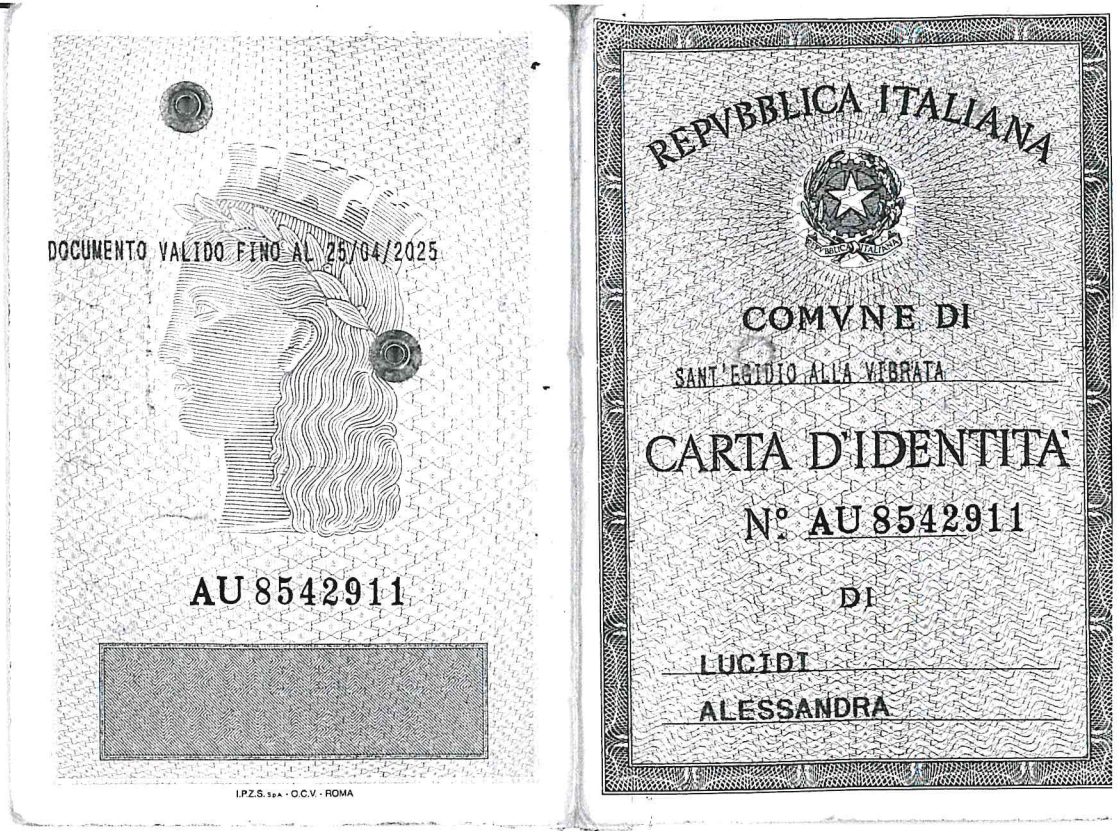 DOCUMENTO VALIDO FINO AL 25/04/2025
AU 8542911
I.P.Z.S. S.p.A. - O.C.V. - ROMA
REPVBBLICA ITALIANA
REPVBBLICA ITALIANA
COMVNE DI
SANT'EGIDIO ALLA VIBRATA
CARTA D'IDENTITA'
N° AU 8542911
DI
LUCIDI
ALESSANDRA